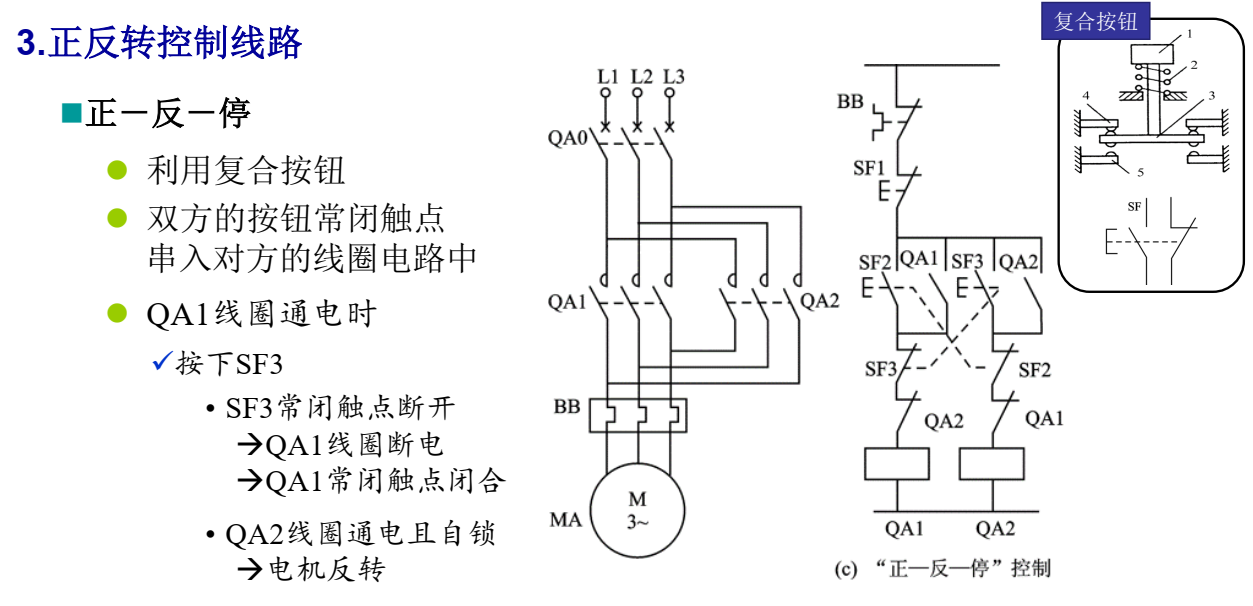 3.正反转控制线路
■正－反－停
● 利用复合按钮
● 双方的按钮常闭触点
串入对方的线圈电路中
● QA1线圈通电时
✓按下SF3
• SF3常闭触点断开
→QA1线圈断电
→QA1常闭触点闭合
• QA2线圈通电且自锁
→电机反转
L1 L2 L3
QA0
QA1
QA2
BB
M
3~
MA
BB
SF1
SF2
QA1
SF3
QA2
SF3
SF2
QA2
QA1
QA1
QA2
(c) “正—反—停”控制
复合按钮
1
2
4
3
5
SF